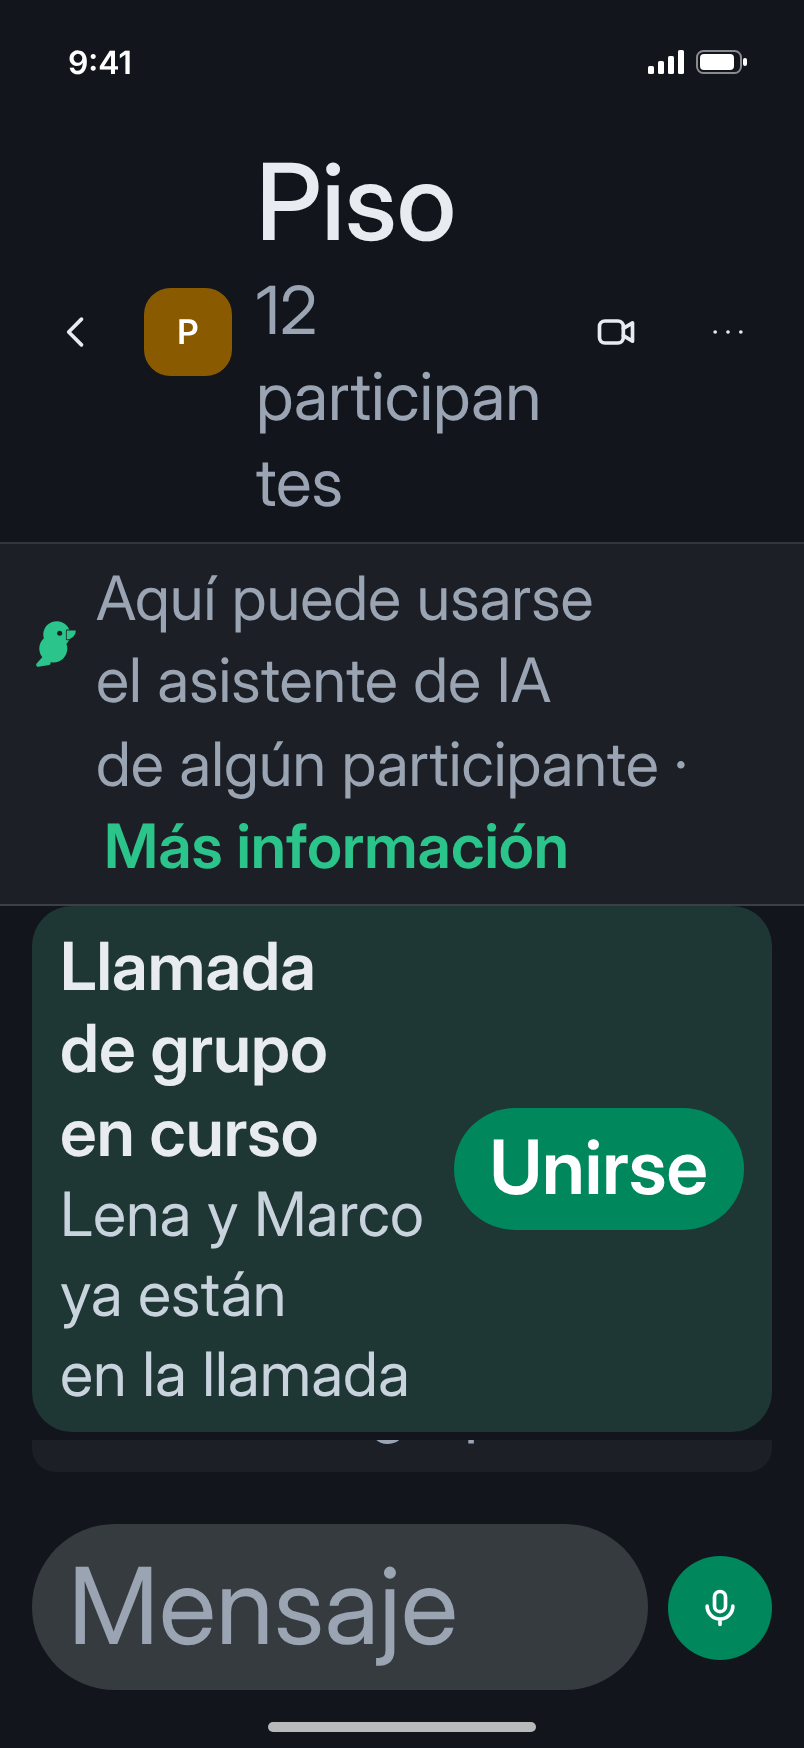 9:41
Piso
12
participan
tes
P
Aquí puede usarse
el asistente de IA
de algún participante ·
Más información
Llamada
de grupo
en curso
Lena y Marco
ya están
en la llamada
Unirse
Mensaje